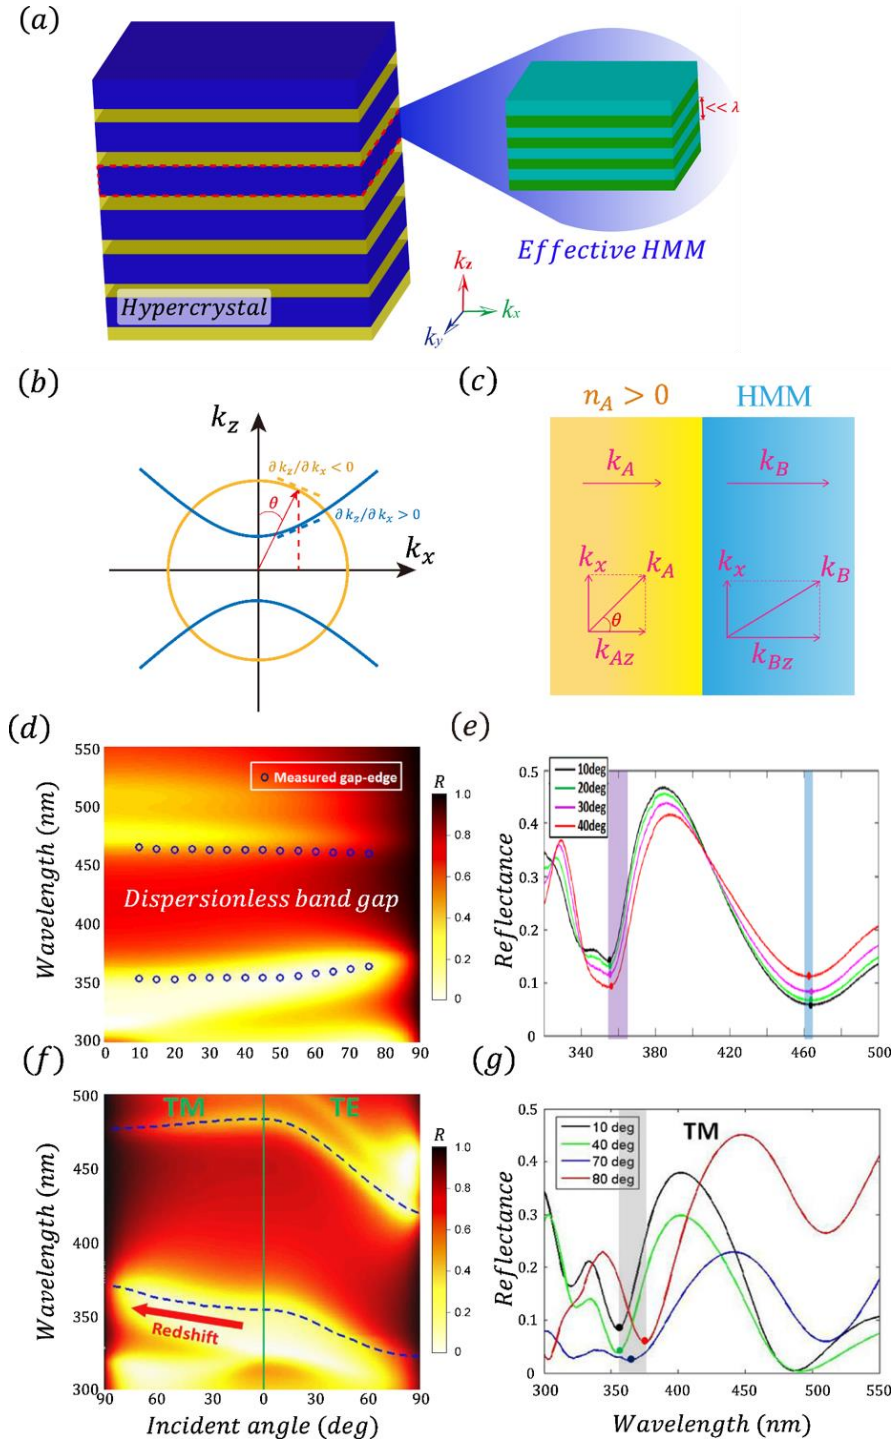 (a)
<< λ
Effective HMM
Hypercrystal
k_z
k_x
k_y
(b)
k_z
∂k_z/∂k_x<0
θ
∂k_z/∂k_x>0
k_x
(c)
n_A > 0 HMM
k_A k_B
k_x k_A k_x k_B
θ
k_Az k_Bz
(d)
Wavelength (nm)
550
500
450
400
350
300
0 10 20 30 40 50 60 70 80 90
Measured gap-edge
Dispersionless band gap
R
1.0
0.8
0.6
0.4
0.2
0
(e)
Reflectance
0.5
0.4
0.3
0.2
0.1
0
10deg
20deg
30deg
40deg
340 380 420 460 500
(f)
Wavelength (nm)
500
450
400
350
300
TM TE
Redshift
R
1.0
0.8
0.6
0.4
0.2
0
90 60 30 0 30 60 90
Incident angle (deg)
(g)
Reflectance
0.5
0.4
0.3
0.2
0.1
0.0
10 deg
40 deg
70 deg
80 deg
TM
300 350 400 450 500 550
Wavelength (nm)